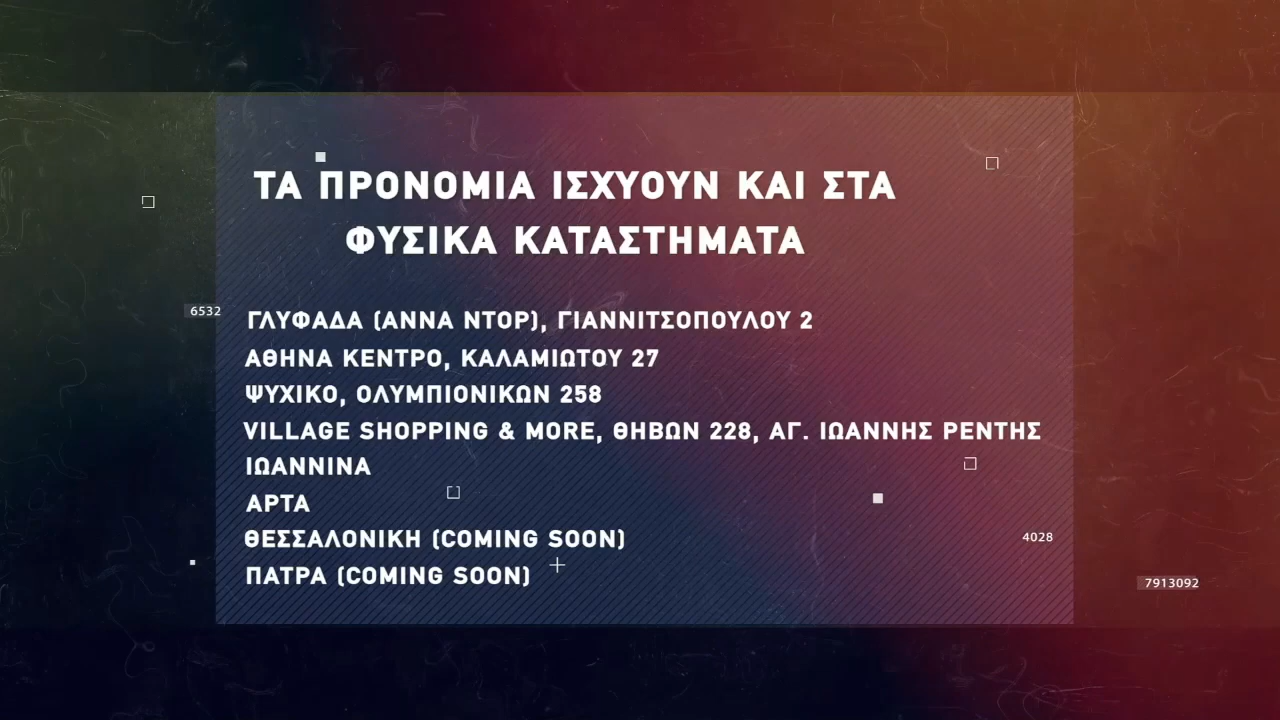 ΤΑ ΠΡΟΝΟΜΙΑ ΙΣΧΥΟΥΝ ΚΑΙ ΣΤΑ
ΦΥΣΙΚΑ ΚΑΤΑΣΤΗΜΑΤΑ
6532
ΓΛΥΦΑΔΑ (ΑΝΝΑ ΝΤΟΡ), ΓΙΑΝΝΙΤΣΟΠΟΥΛΟΥ 2
ΑΘΗΝΑ ΚΕΝΤΡΟ, ΚΑΛΑΜΙΩΤΟΥ 27
ΨΥΧΙΚΟ, ΟΛΥΜΠΙΟΝΙΚΩΝ 258
VILLAGE SHOPPING & MORE, ΘΗΒΩΝ 228, ΑΓ. ΙΩΑΝΝΗΣ ΡΕΝΤΗΣ
ΙΩΑΝΝΙΝΑ
ΑΡΤΑ
ΘΕΣΣΑΛΟΝΙΚΗ (COMING SOON)
4028
ΠΑΤΡΑ (COMING SOON)
7913092